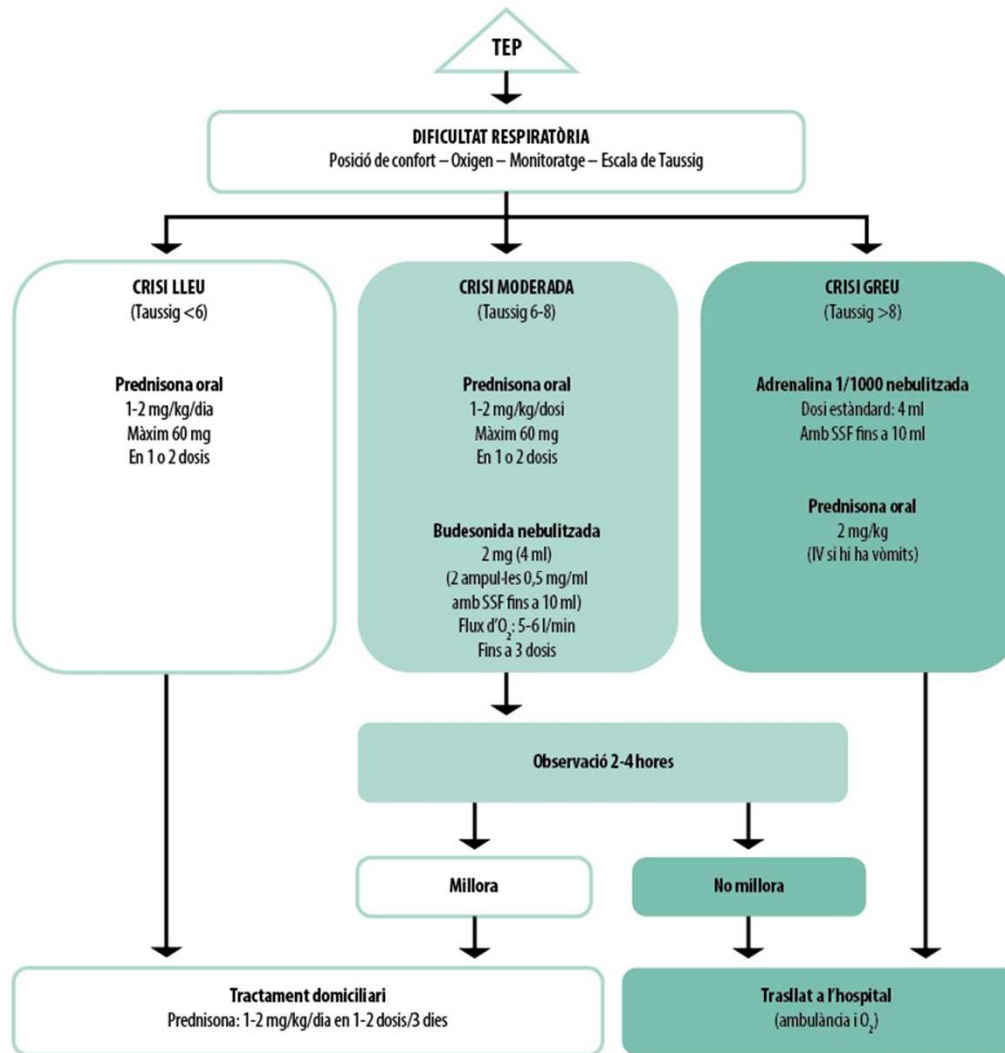 TEP
DIFICULTAT RESPIRATÒRIA
Posició de confort – Oxigen – Monitoratge – Escala de Taussig
CRISI LLEU
(Taussig <6)
Prednisona oral
1-2 mg/kg/dia
Màxim 60 mg
En 1 o 2 dosis
CRISI MODERADA
(Taussig 6-8)
Prednisona oral
1-2 mg/kg/dosi
Màxim 60 mg
En 1 o 2 dosis
Budesonida nebulitzada
2 mg (4 ml)
(2 ampul·les 0,5 mg/ml
amb SSF fins a 10 ml)
Flux d’O₂: 5-6 l/min
Fins a 3 dosis
CRISI GREU
(Taussig >8)
Adrenalina 1/1000 nebulitzada
Dosi estàndard: 4 ml
Amb SSF fins a 10 ml
Prednisona oral
2 mg/kg
(IV si hi ha vòmits)
Observació 2-4 hores
Millora
No millora
Tractament domiciliari
Prednisona: 1-2 mg/kg/dia en 1-2 dosis/3 dies
Trasllat a l’hospital
(ambulància i O₂)